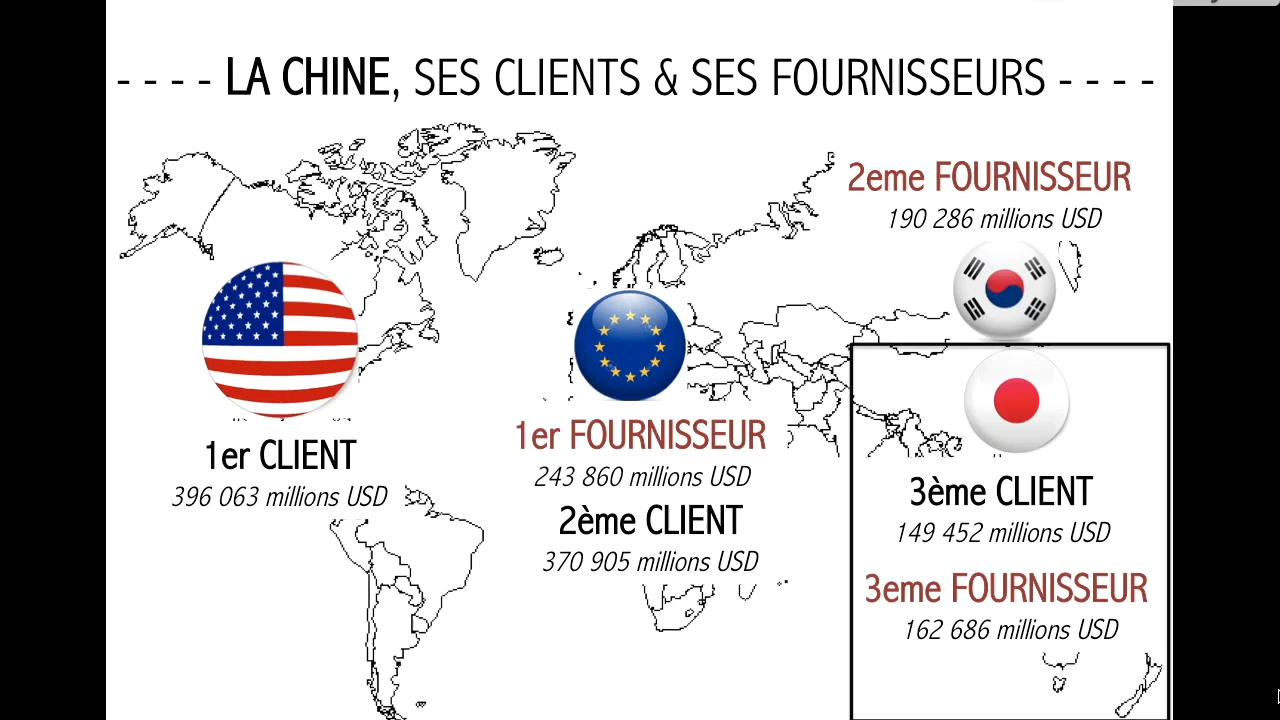 - - - - LA CHINE, SES CLIENTS & SES FOURNISSEURS - - - -
2eme FOURNISSEUR
190 286 millions USD
1er CLIENT
396 063 millions USD
1er FOURNISSEUR
243 860 millions USD
2ème CLIENT
370 905 millions USD
3ème CLIENT
149 452 millions USD
3eme FOURNISSEUR
162 686 millions USD